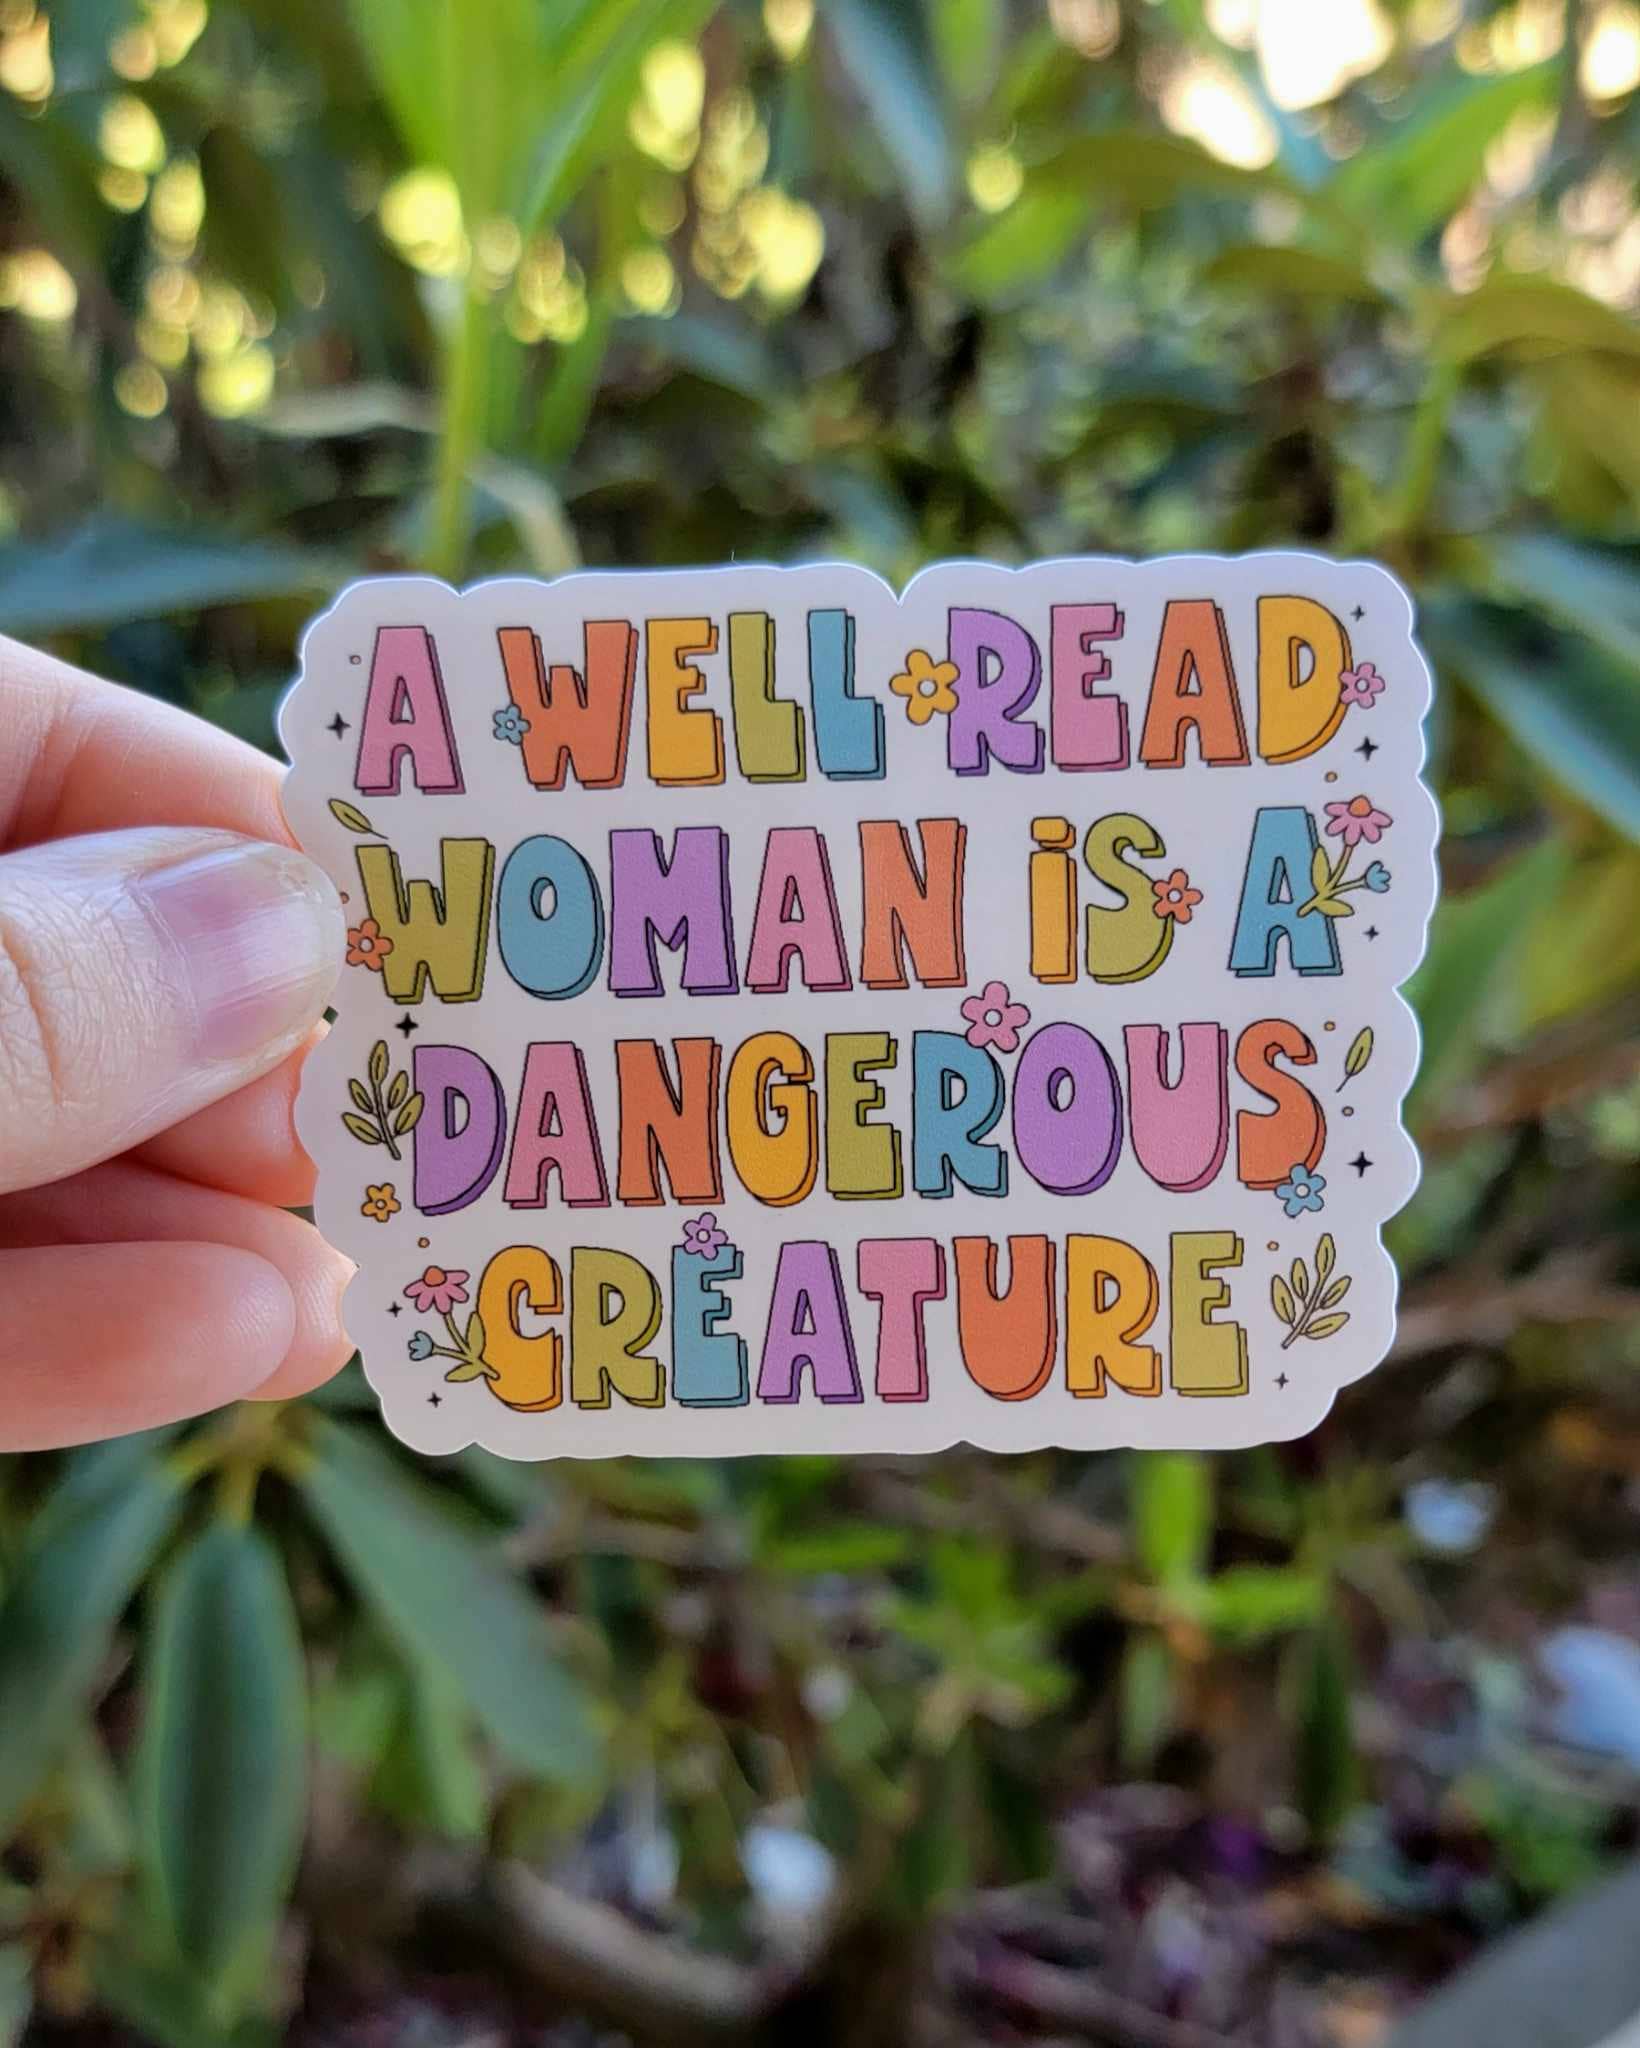 A WELL READ
WOMAN iS A
DANGEROUS
CREATURE